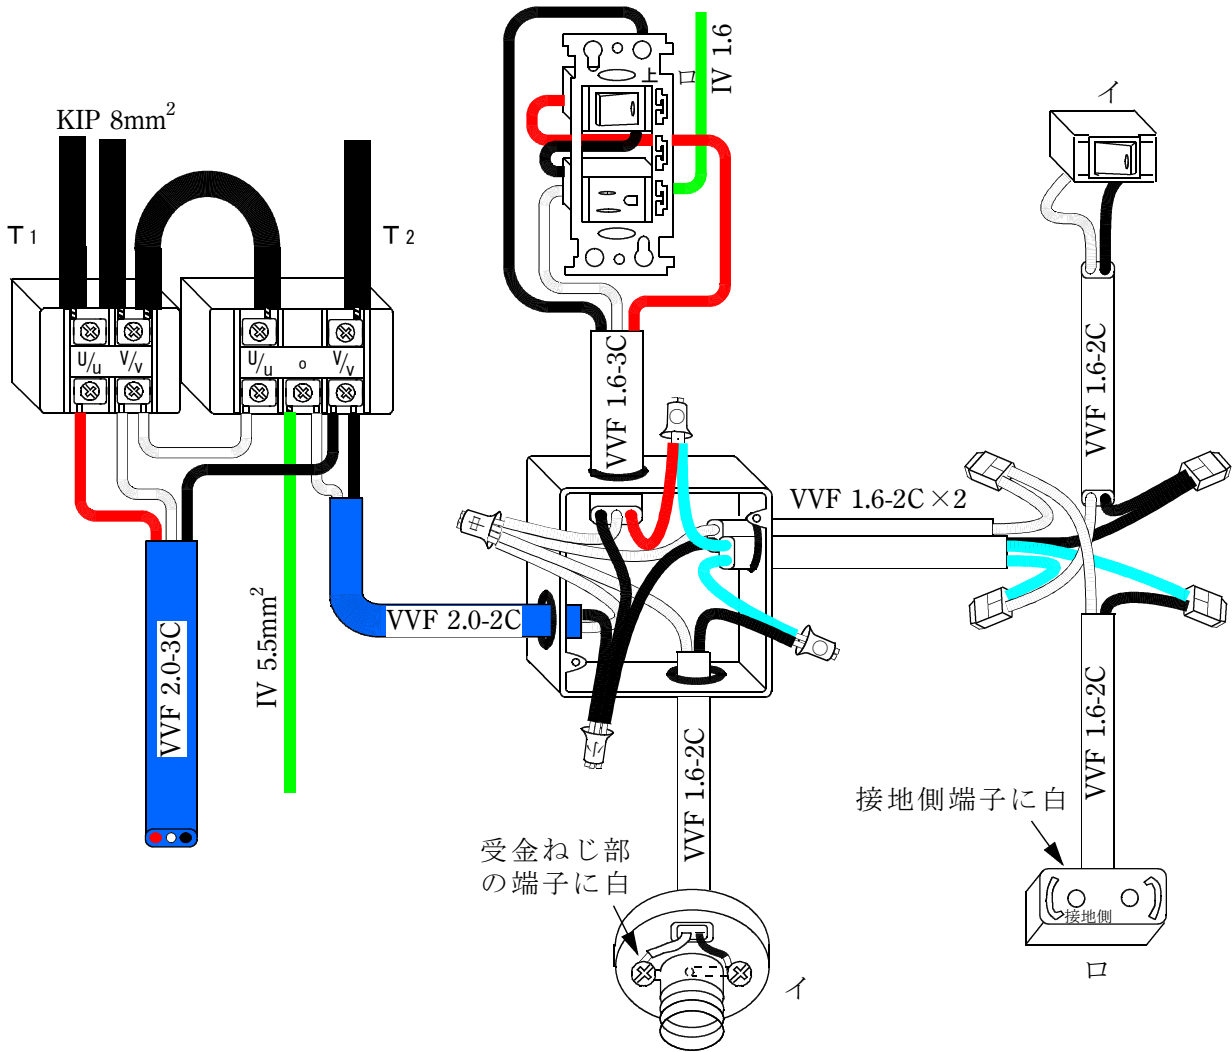 KIP 8mm2
T1
T2
U/u
V/v
U/u
o
V/v
VVF 2.0-3C
IV 5.5mm2
VVF 2.0-2C
上
ロ
IV 1.6
VVF 1.6-3C
中
小
VVF 1.6-2C×2
イ
VVF 1.6-2C
VVF 1.6-2C
VVF 1.6-2C
受金ねじ部
の端子に白
イ
接地側端子に白
接地側
ロ